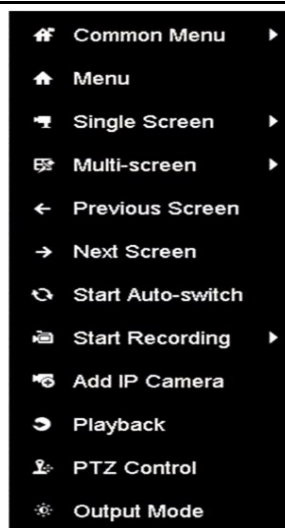 Common Menu
Menu
Single Screen
Multi-screen
Previous Screen
Next Screen
Start Auto-switch
Start Recording
Add IP Camera
Playback
PTZ Control
Output Mode